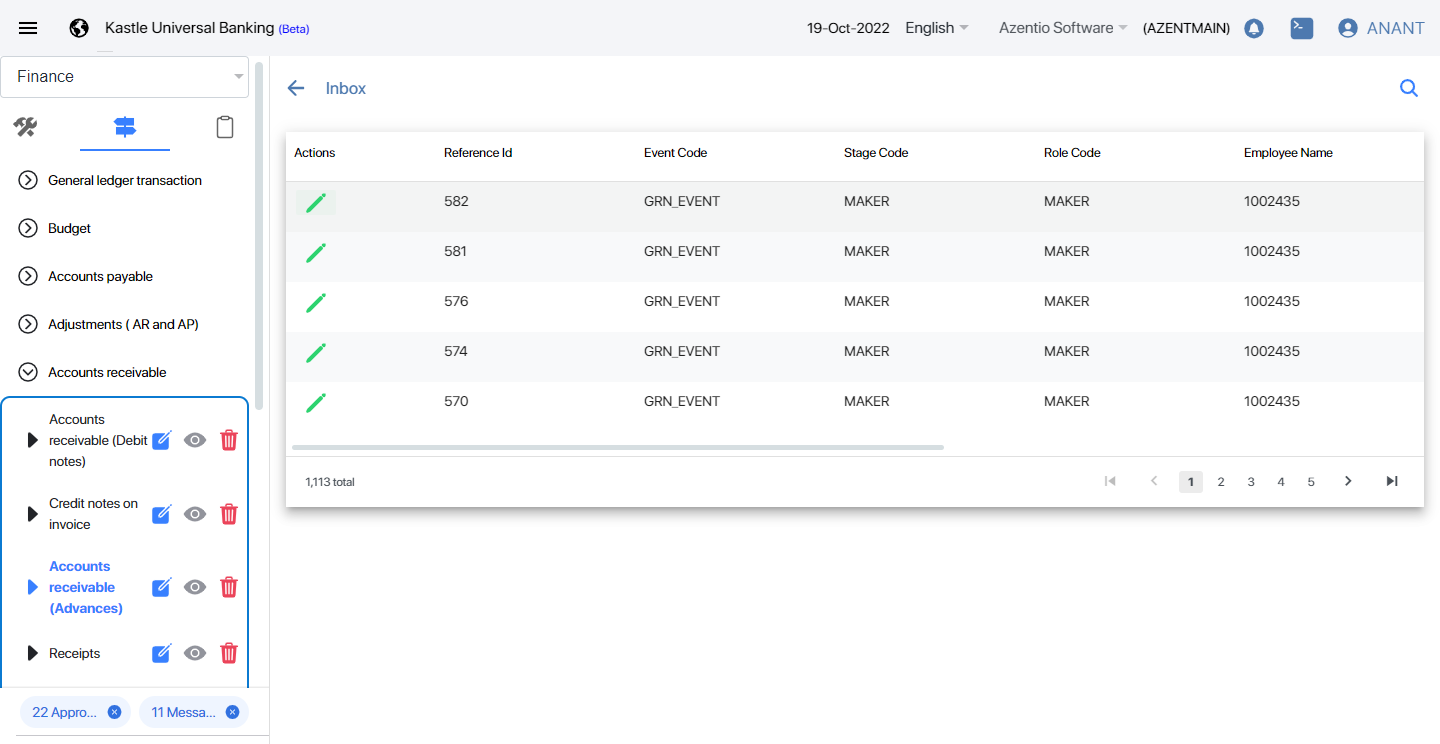 Kastle Universal Banking (Beta)
19-Oct-2022 English Azentio Software (AZENTMAIN) ANANT
Finance
General ledger transaction
Budget
Accounts payable
Adjustments ( AR and AP)
Accounts receivable
Accounts
receivable (Debit
notes)
Credit notes on
invoice
Accounts
receivable
(Advances)
Receipts
22 Appro... 11 Messa...
Inbox
Actions Reference Id Event Code Stage Code Role Code Employee Name
582 GRN_EVENT MAKER MAKER 1002435
581 GRN_EVENT MAKER MAKER 1002435
576 GRN_EVENT MAKER MAKER 1002435
574 GRN_EVENT MAKER MAKER 1002435
570 GRN_EVENT MAKER MAKER 1002435
1,113 total 1 2 3 4 5